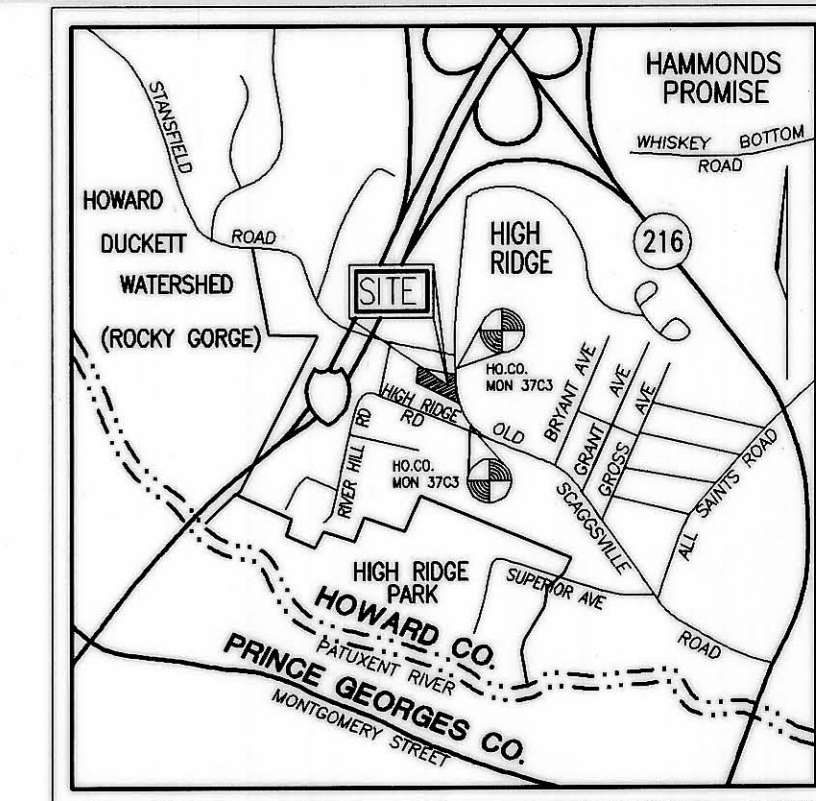 HAMMONDS
PROMISE
WHISKEY BOTTOM
ROAD
STANSFIELD
ROAD
HOWARD
DUCKETT
WATERSHED
(ROCKY GORGE)
HIGH
RIDGE
216
SITE
HO.CO.
MON 37C3
HIGH RIDGE
RD
RIVER HILL
RD
HO.CO.
MON 37C3
OLD
SCAGGSVILLE
ROAD
BRYANT AVE
GRANT AVE
GROSS AVE
ALL SAINTS ROAD
HIGH RIDGE
PARK
SUPERIOR AVE
HOWARD CO.
PATUXENT RIVER
PRINCE GEORGES CO.
MONTGOMERY STREET